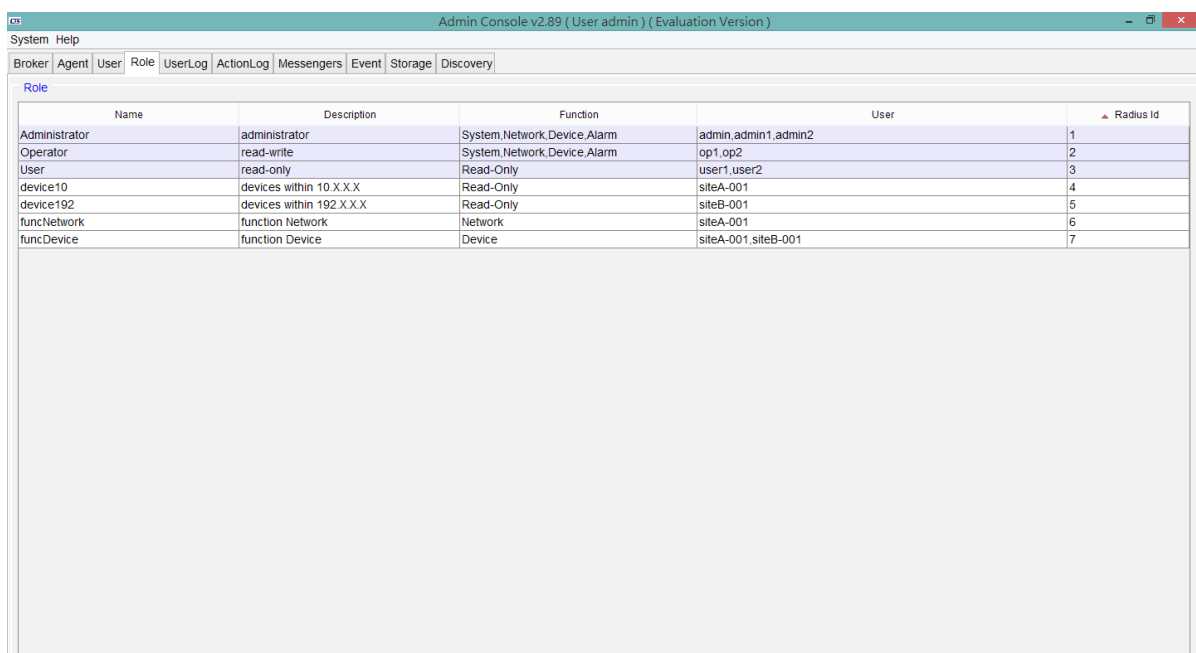 CTS Admin Console v2.89 ( User admin ) ( Evaluation Version )
System Help
Broker Agent User Role UserLog ActionLog Messengers Event Storage Discovery
Role
Name Description Function User Radius Id
Administrator administrator System,Network,Device,Alarm admin,admin1,admin2 1
Operator read-write System,Network,Device,Alarm op1,op2 2
User read-only Read-Only user1,user2 3
device10 devices within 10.X.X.X Read-Only siteA-001 4
device192 devices within 192.X.X.X Read-Only siteB-001 5
funcNetwork function Network Network siteA-001 6
funcDevice function Device Device siteA-001,siteB-001 7